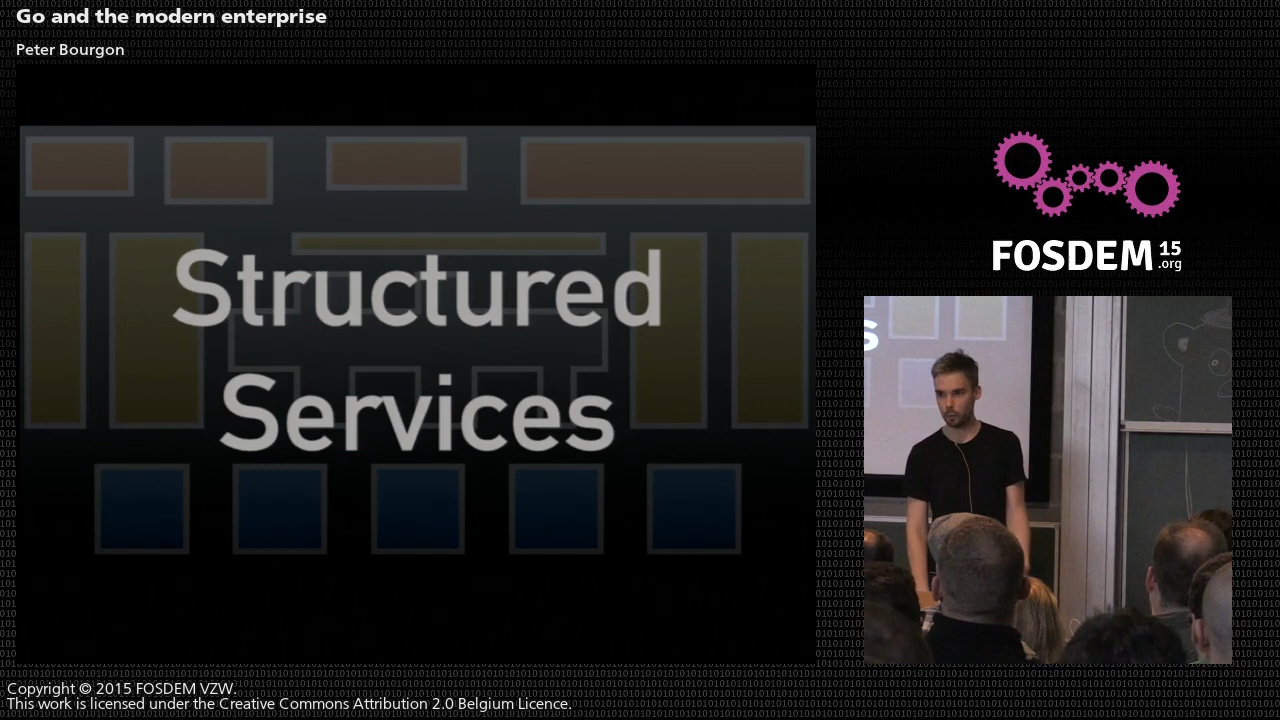 Go and the modern enterprise
Peter Bourgon
Structured
Services
FOSDEM 15
.org
s
Copyright © 2015 FOSDEM VZW.
This work is licensed under the Creative Commons Attribution 2.0 Belgium Licence.